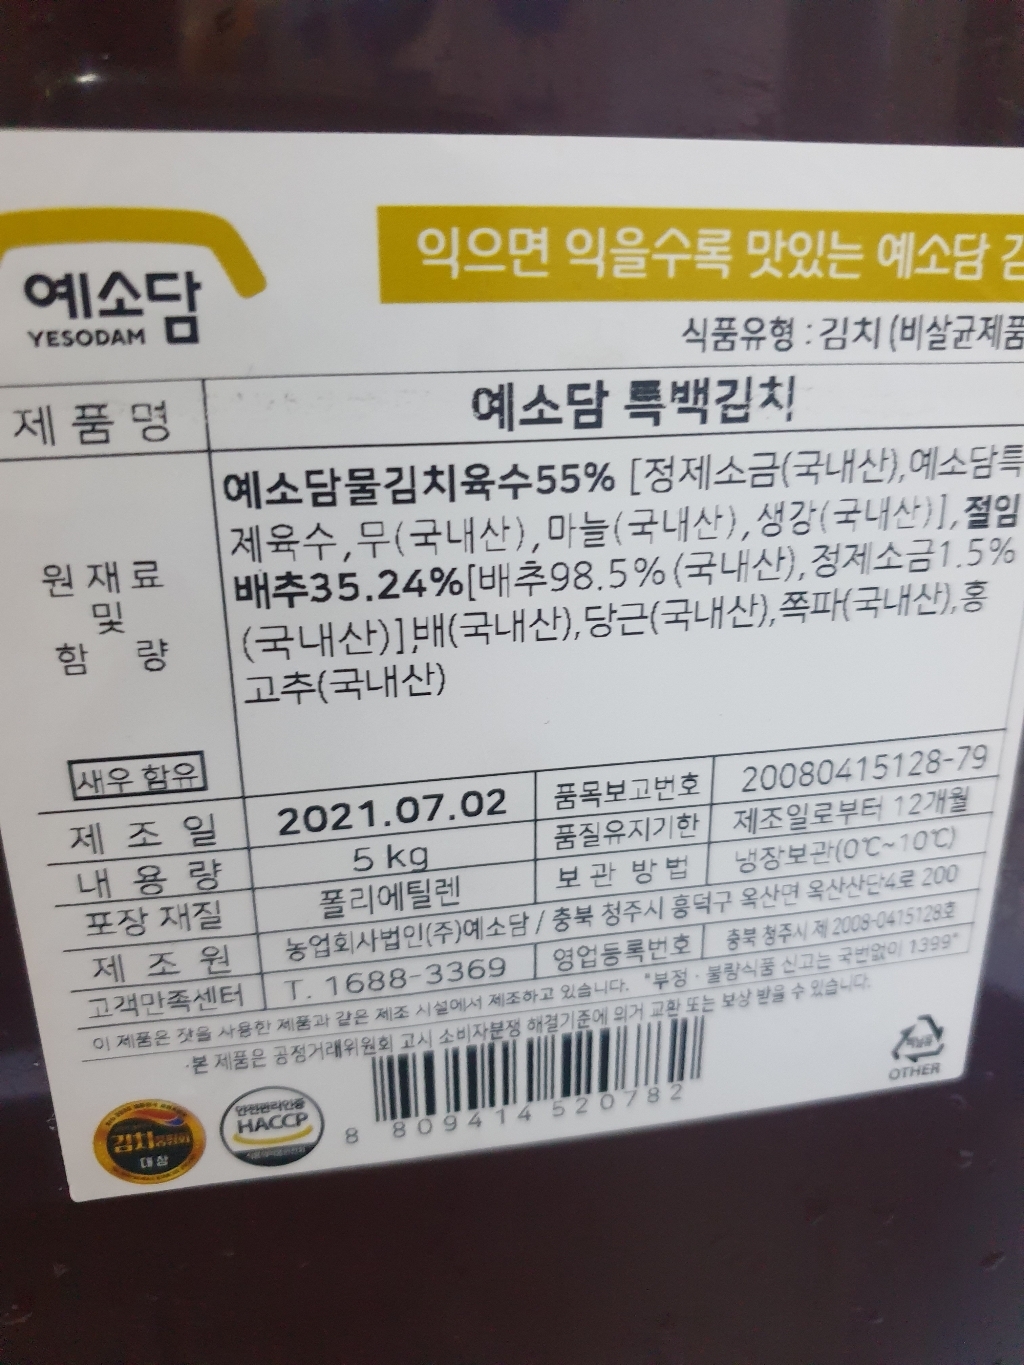 예소담
YESODAM
익으면 익을수록 맛있는 예소담
식품유형 : 김치 (비살균제품
제품명
예소담 특백김치
원재료
및
함 량
예소담물김치육수55% [정제소금(국내산),예소담특
제육수,무(국내산),마늘(국내산),생강(국내산)],절임
배추35.24%[배추98.5%(국내산),정제소금1.5%
(국내산)],배(국내산),당근(국내산),쪽파(국내산),홍
고추(국내산)
새우 함유
제 조 일
2021.07.02
품목보고번호
20080415128-79
내 용 량
5 kg
품질유지기한
제조일로부터 12개월
포장 재질
폴리에틸렌
보 관 방 법
냉장보관(0℃~10℃)
제 조 원
농업회사법인(주)예소담 / 충북 청주시 흥덕구 옥산면 옥산산단4로 200
고객만족센터
T. 1688-3369
영업등록번호
충북 청주시 제 2008-0415128호
이 제품은 잣을 사용한 제품과 같은 제조 시설에서 제조하고 있습니다. "부정·불량식품 신고는 국번없이 1399"
·본 제품은 공정거래위원회 고시 소비자분쟁 해결기준에 의거 교환 또는 보상 받을 수 있습니다.
8 809414 520782
OTHER
안전관리인증
HACCP
대상